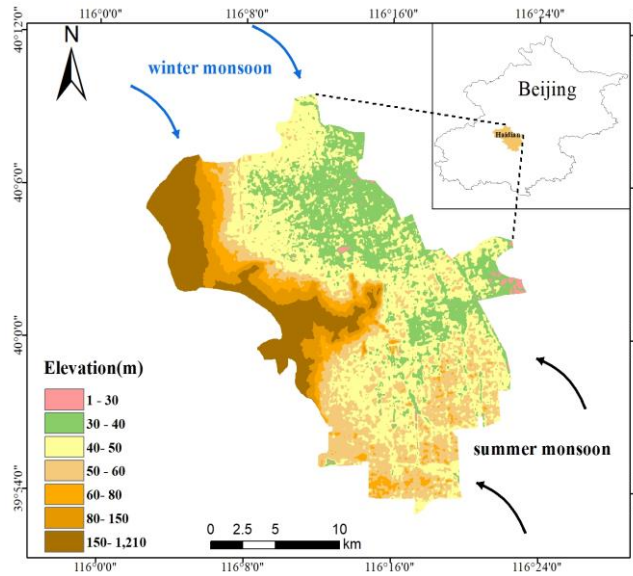 116°0'0" 116°8'0" 116°16'0" 116°24'0"
40°12'0"
40°6'0"
40°0'0"
39°54'0"
N
winter monsoon
Beijing
Haidian
summer monsoon
Elevation(m)
1 - 30
30 - 40
40 - 50
50 - 60
60 - 80
80 - 150
150- 1,210
0 2.5 5 10
km
116°0'0" 116°8'0" 116°16'0" 116°24'0"